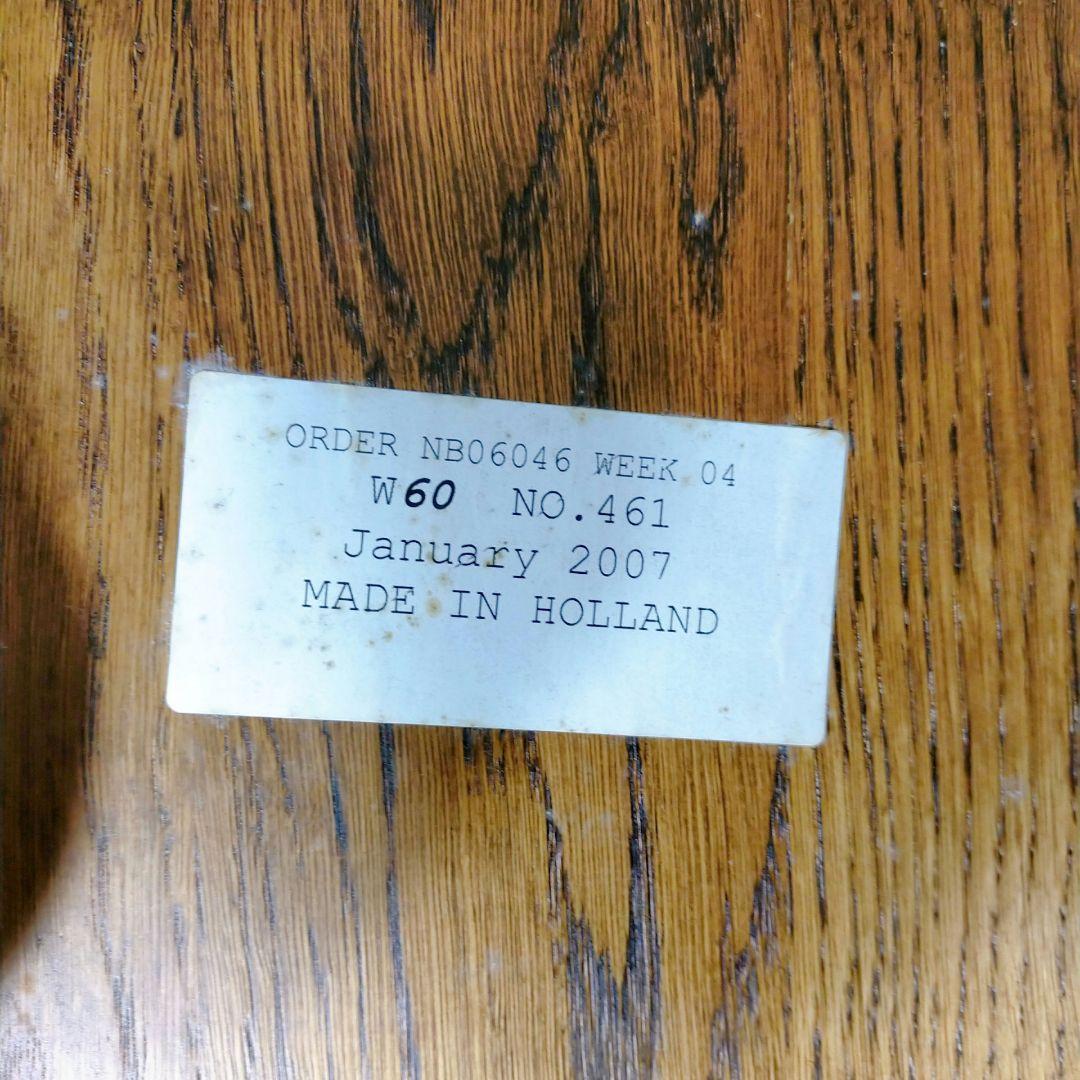 ORDER NB06046 WEEK 04
W60 NO.461
January 2007
MADE IN HOLLAND